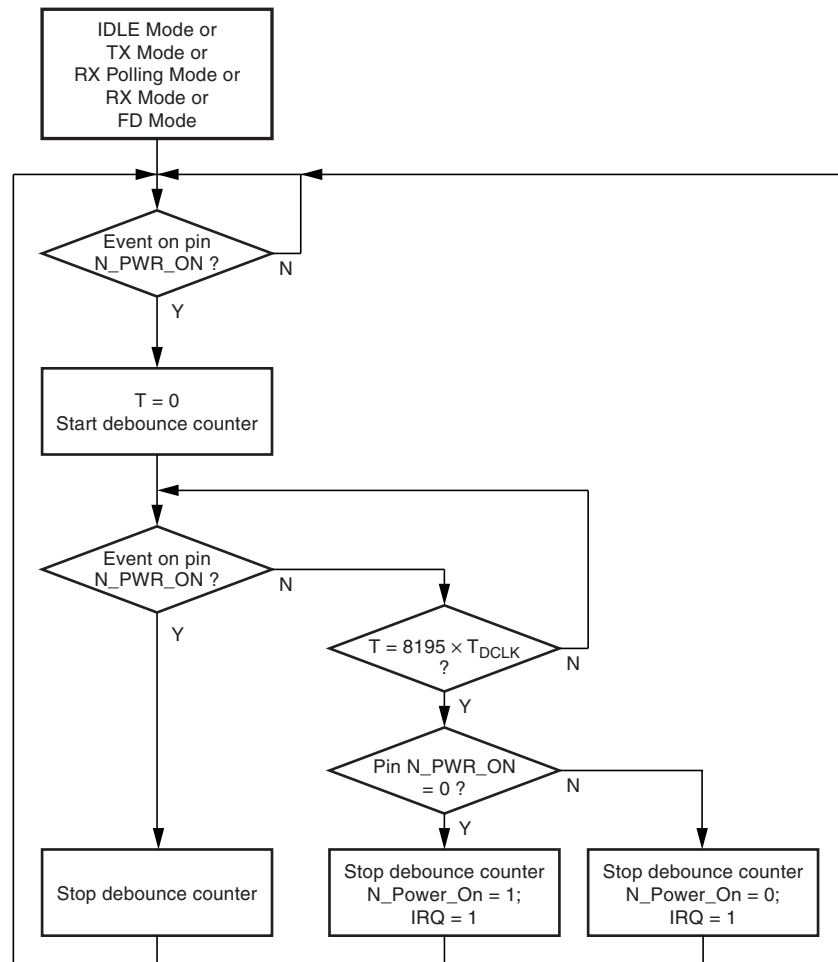 IDLE Mode or
TX Mode or
RX Polling Mode or
RX Mode or
FD Mode
Event on pin
N_PWR_ON ?
N
Y
T = 0
Start debounce counter
Event on pin
N_PWR_ON ?
N
Y
T = 8195 × TDCLK
?
N
Y
Pin N_PWR_ON
= 0 ?
N
Y
Stop debounce counter
Stop debounce counter
N_Power_On = 1;
IRQ = 1
Stop debounce counter
N_Power_On = 0;
IRQ = 1